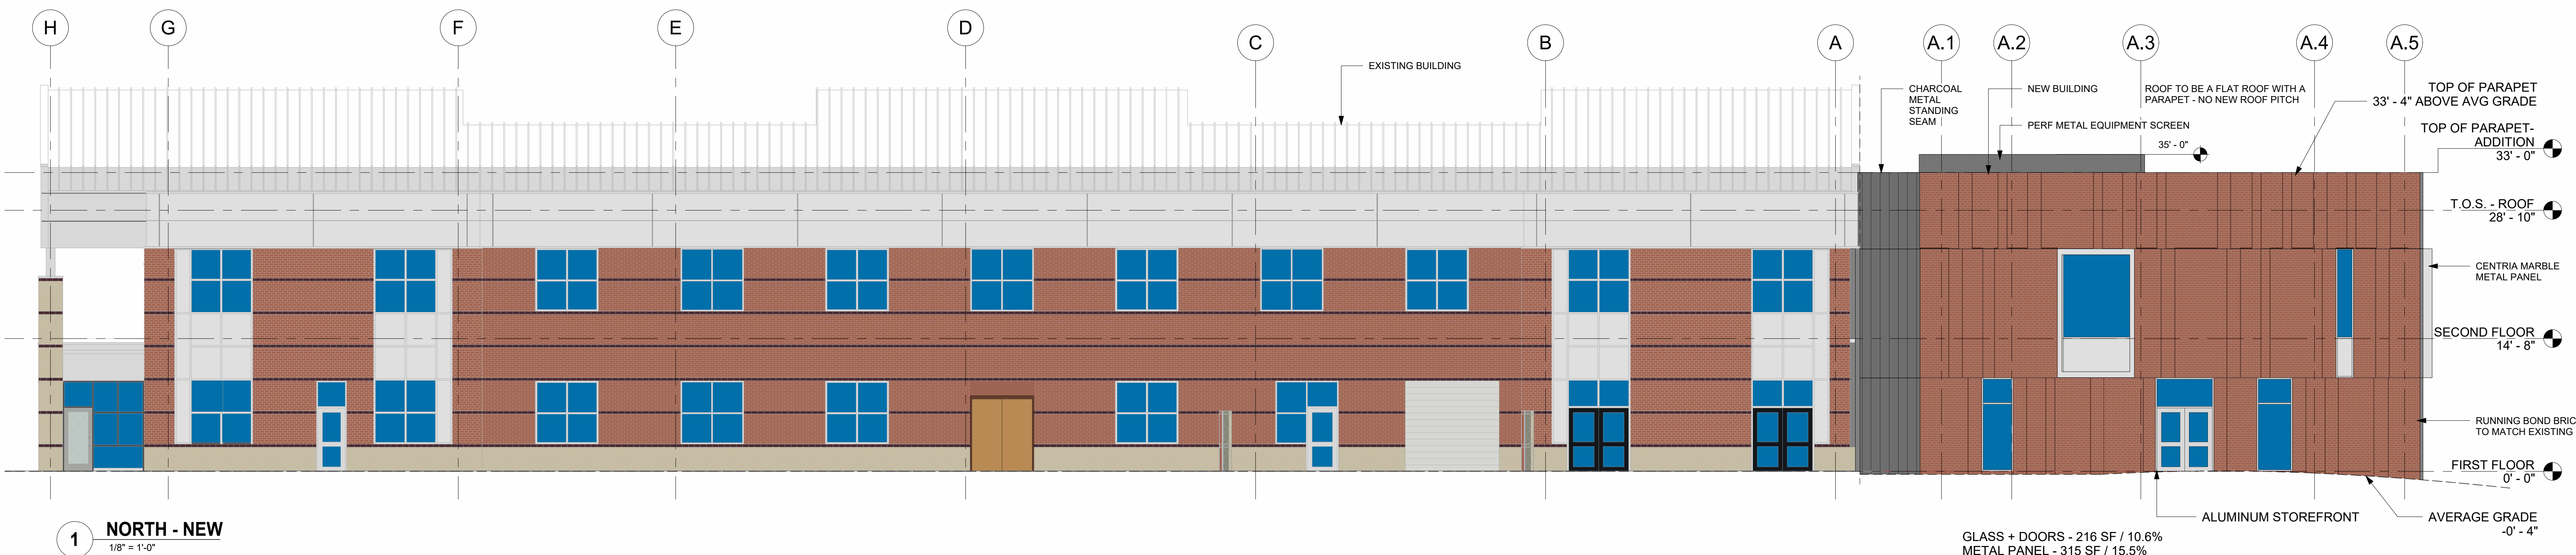 H
G
F
E
D
C
B
A
A.1
A.2
A.3
A.4
A.5
EXISTING BUILDING
CHARCOAL
METAL
STANDING
SEAM
NEW BUILDING
PERF METAL EQUIPMENT SCREEN
ROOF TO BE A FLAT ROOF WITH A
PARAPET - NO NEW ROOF PITCH
35' - 0"
TOP OF PARAPET
33' - 4" ABOVE AVG GRADE
TOP OF PARAPET-
ADDITION
33' - 0"
T.O.S. - ROOF
28' - 10"
CENTRIA MARBLE
METAL PANEL
SECOND FLOOR
14' - 8"
RUNNING BOND BRIC
TO MATCH EXISTING
FIRST FLOOR
0' - 0"
ALUMINUM STOREFRONT
AVERAGE GRADE
-0' - 4"
GLASS + DOORS - 216 SF / 10.6%
METAL PANEL - 315 SF / 15.5%
1
NORTH - NEW
1/8" = 1'-0"